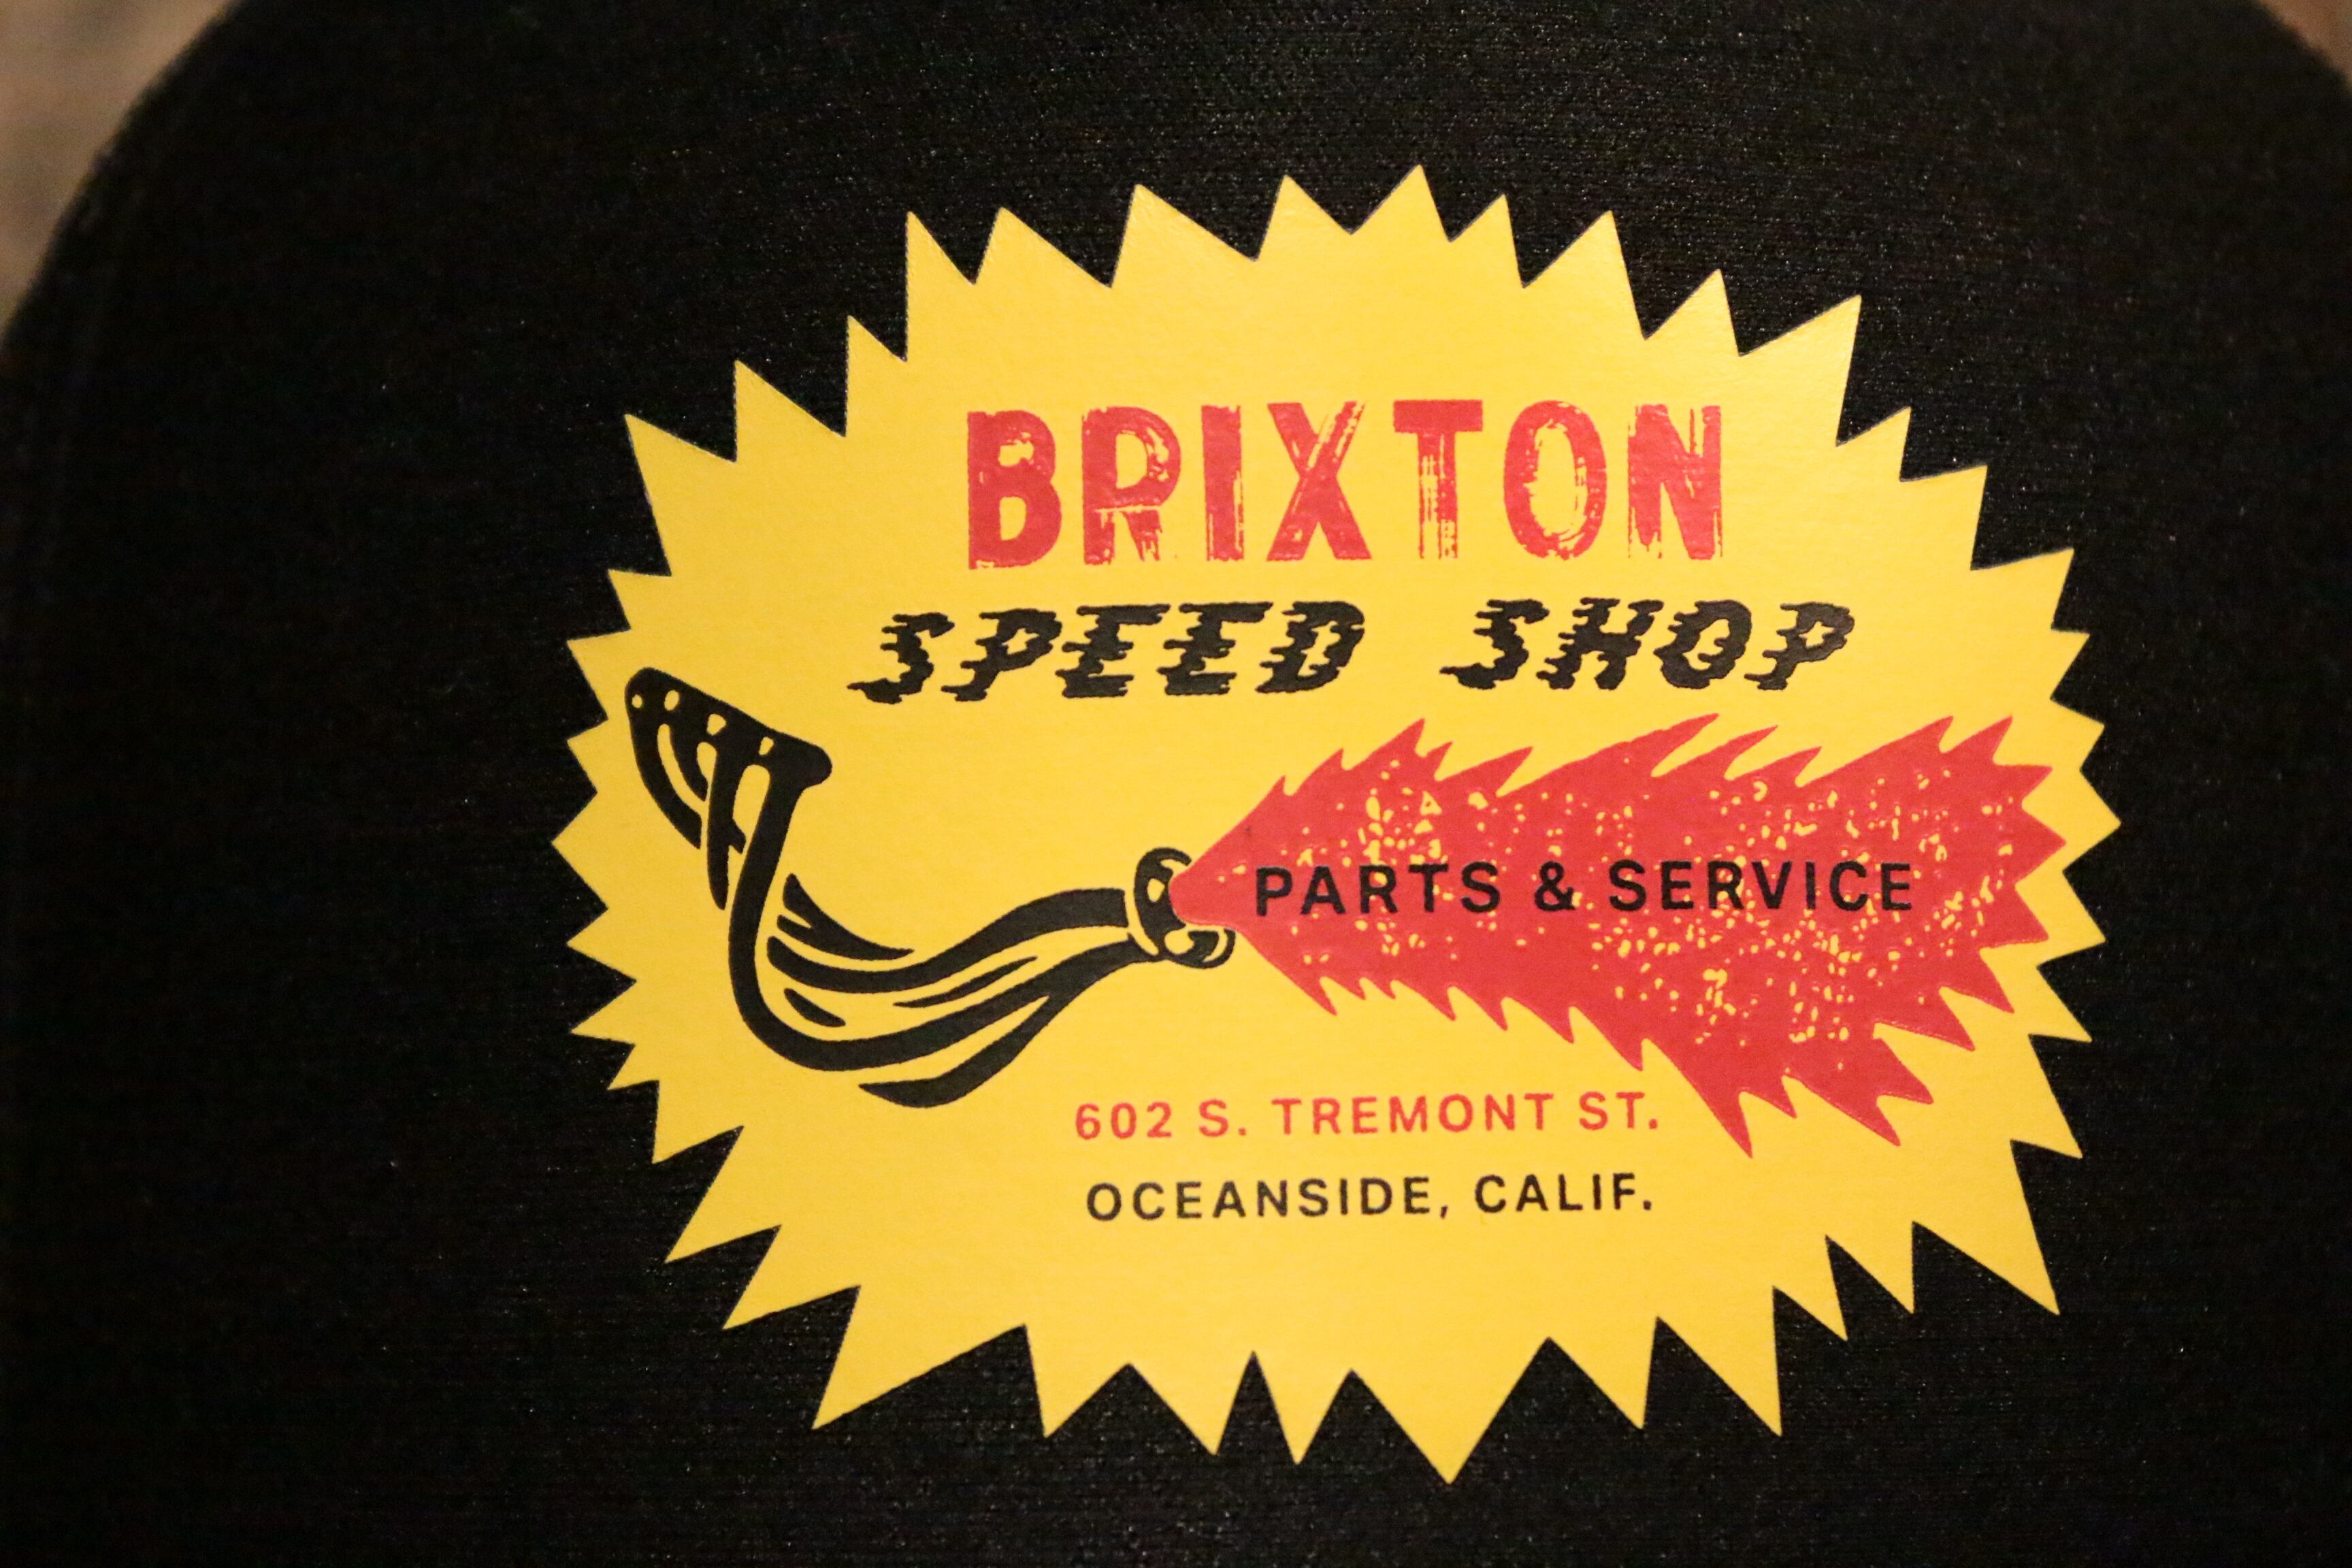 BRIXTON
SPEED SHOP
PARTS & SERVICE
602 S. TREMONT ST.
OCEANSIDE, CALIF.